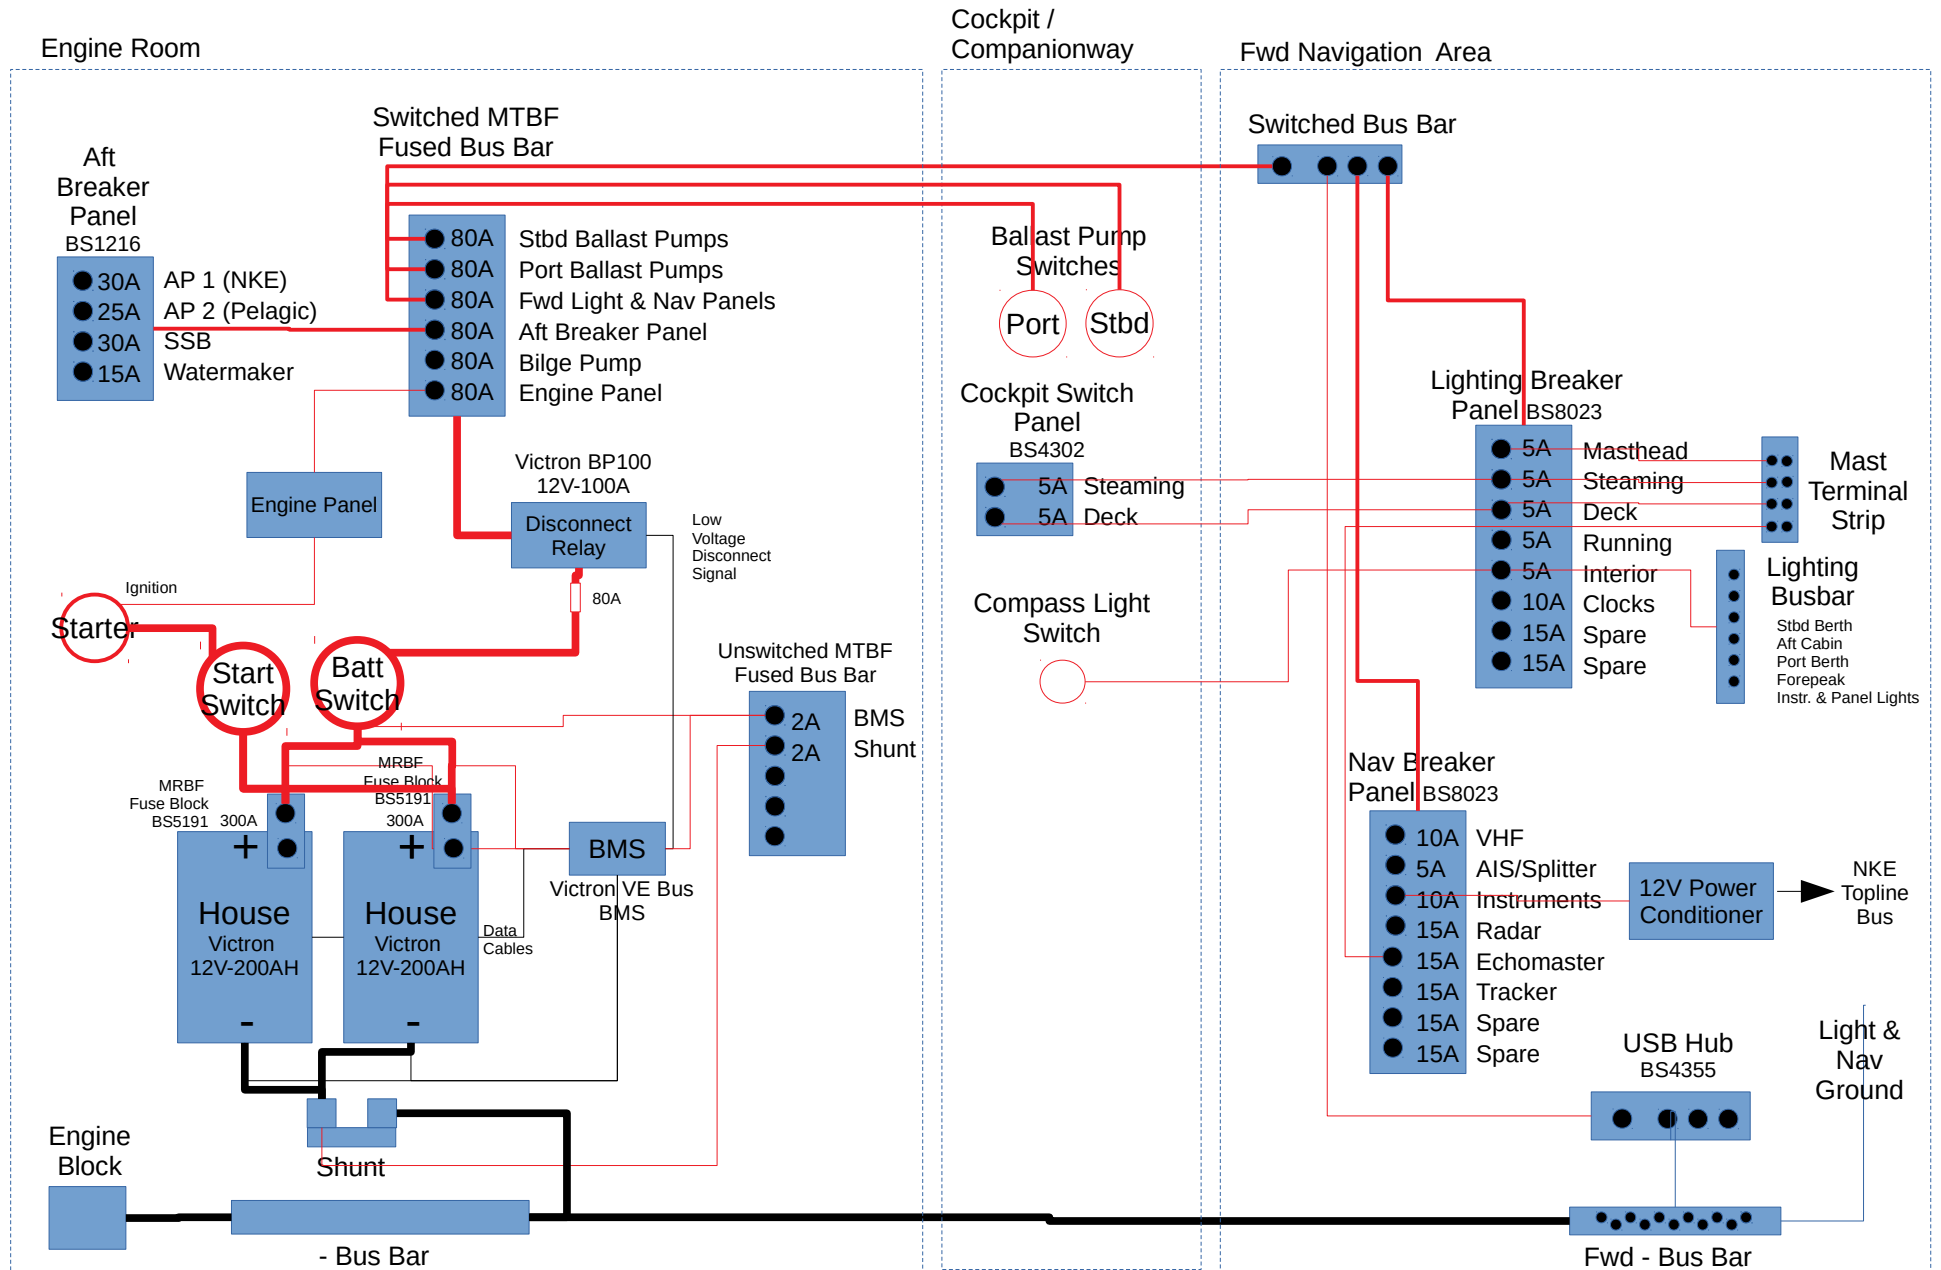 Engine Room
Cockpit /
Companionway
Fwd Navigation  Area
Switched MTBF
Fused Bus Bar
Aft
Breaker
Panel
BS1216
30A
25A
30A
15A
AP 1 (NKE)
AP 2 (Pelagic)
SSB
Watermaker
80A Stbd Ballast Pumps
80A Port Ballast Pumps
80A Fwd Light & Nav Panels
80A Aft Breaker Panel
80A Bilge Pump
80A Engine Panel
Engine Panel
Victron BP100
12V-100A
Disconnect
Relay
Low
Voltage
Disconnect
Signal
80A
Ignition
Starter
Start
Switch
Batt
Switch
Unswitched MTBF
Fused Bus Bar
2A BMS
2A Shunt
MRBF
Fuse Block
BS5191
300A
MRBF
Fuse Block
BS5191
300A
+
House
Victron
12V-200AH
-
+
House
Victron
12V-200AH
-
Data
Cables
BMS
Victron VE Bus
BMS
Shunt
Engine
Block
- Bus Bar
Ballast Pump
Switches
Port
Stbd
Cockpit Switch
Panel
BS4302
5A Steaming
5A Deck
Compass Light
Switch
Switched Bus Bar
Lighting Breaker
Panel BS8023
5A Masthead
5A Steaming
5A Deck
5A Running
5A Interior
10A Clocks
15A Spare
15A Spare
Mast
Terminal
Strip
Lighting
Busbar
Stbd Berth
Aft Cabin
Port Berth
Forepeak
Instr. & Panel Lights
Nav Breaker
Panel BS8023
10A VHF
5A AIS/Splitter
10A Instruments
15A Radar
15A Echomaster
15A Tracker
15A Spare
15A Spare
12V Power
Conditioner
NKE
Topline
Bus
USB Hub
BS4355
Light &
Nav
Ground
Fwd - Bus Bar